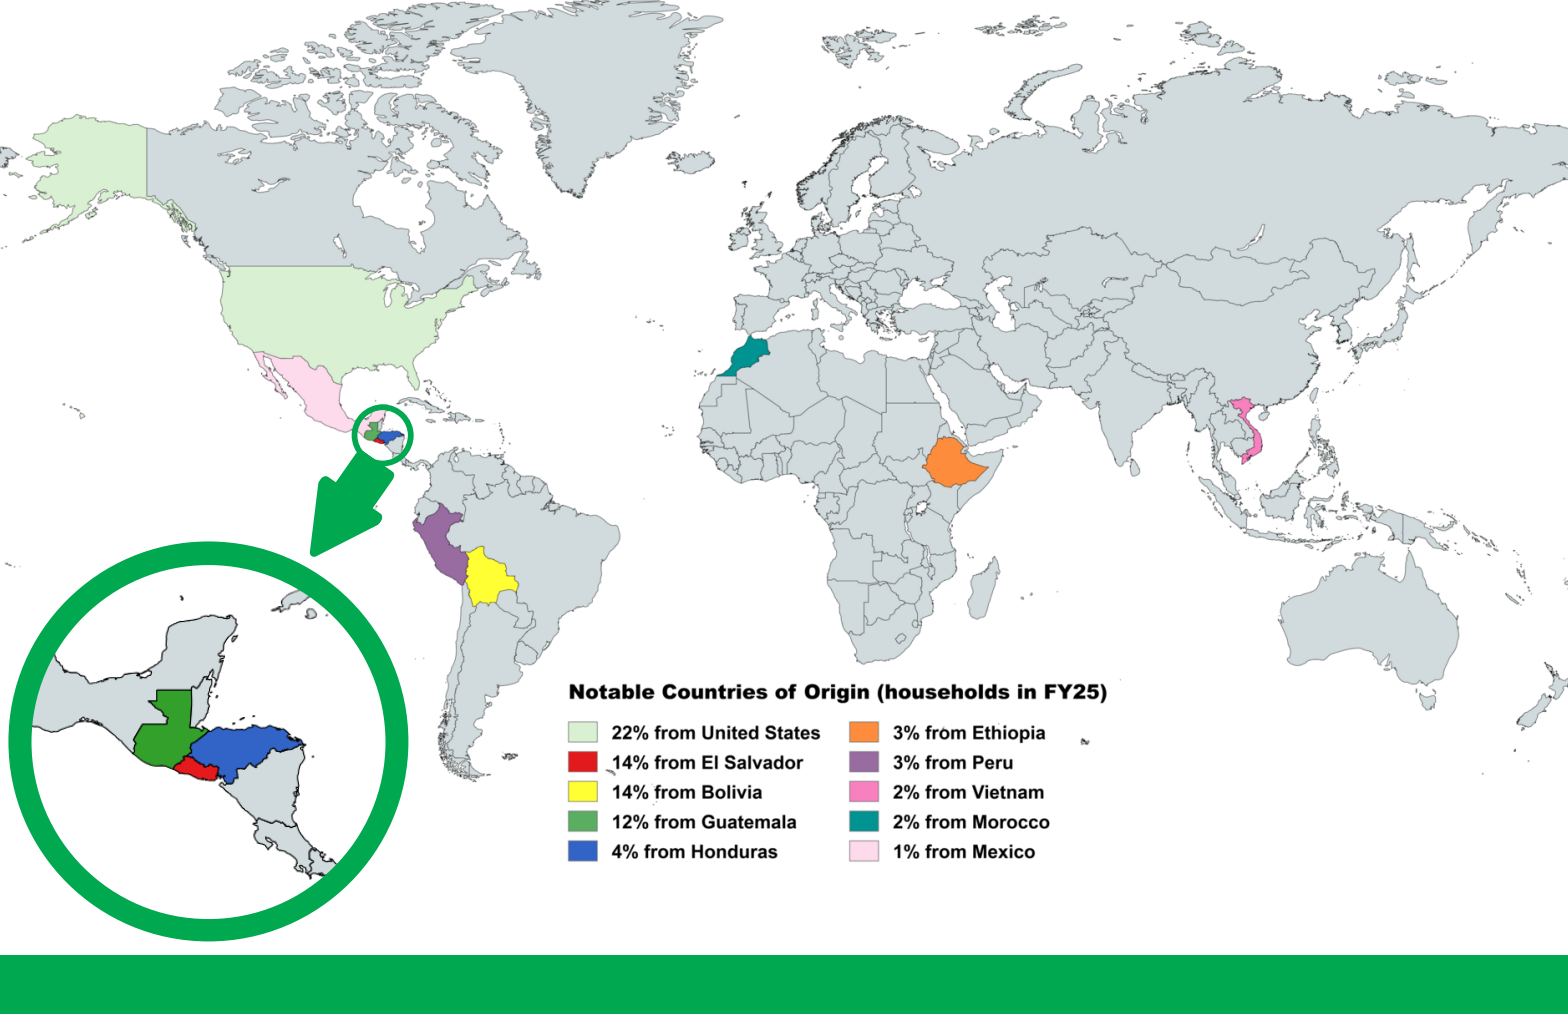 Notable Countries of Origin (households in FY25)
22% from United States
14% from El Salvador
14% from Bolivia
12% from Guatemala
4% from Honduras
3% from Ethiopia
3% from Peru
2% from Vietnam
2% from Morocco
1% from Mexico